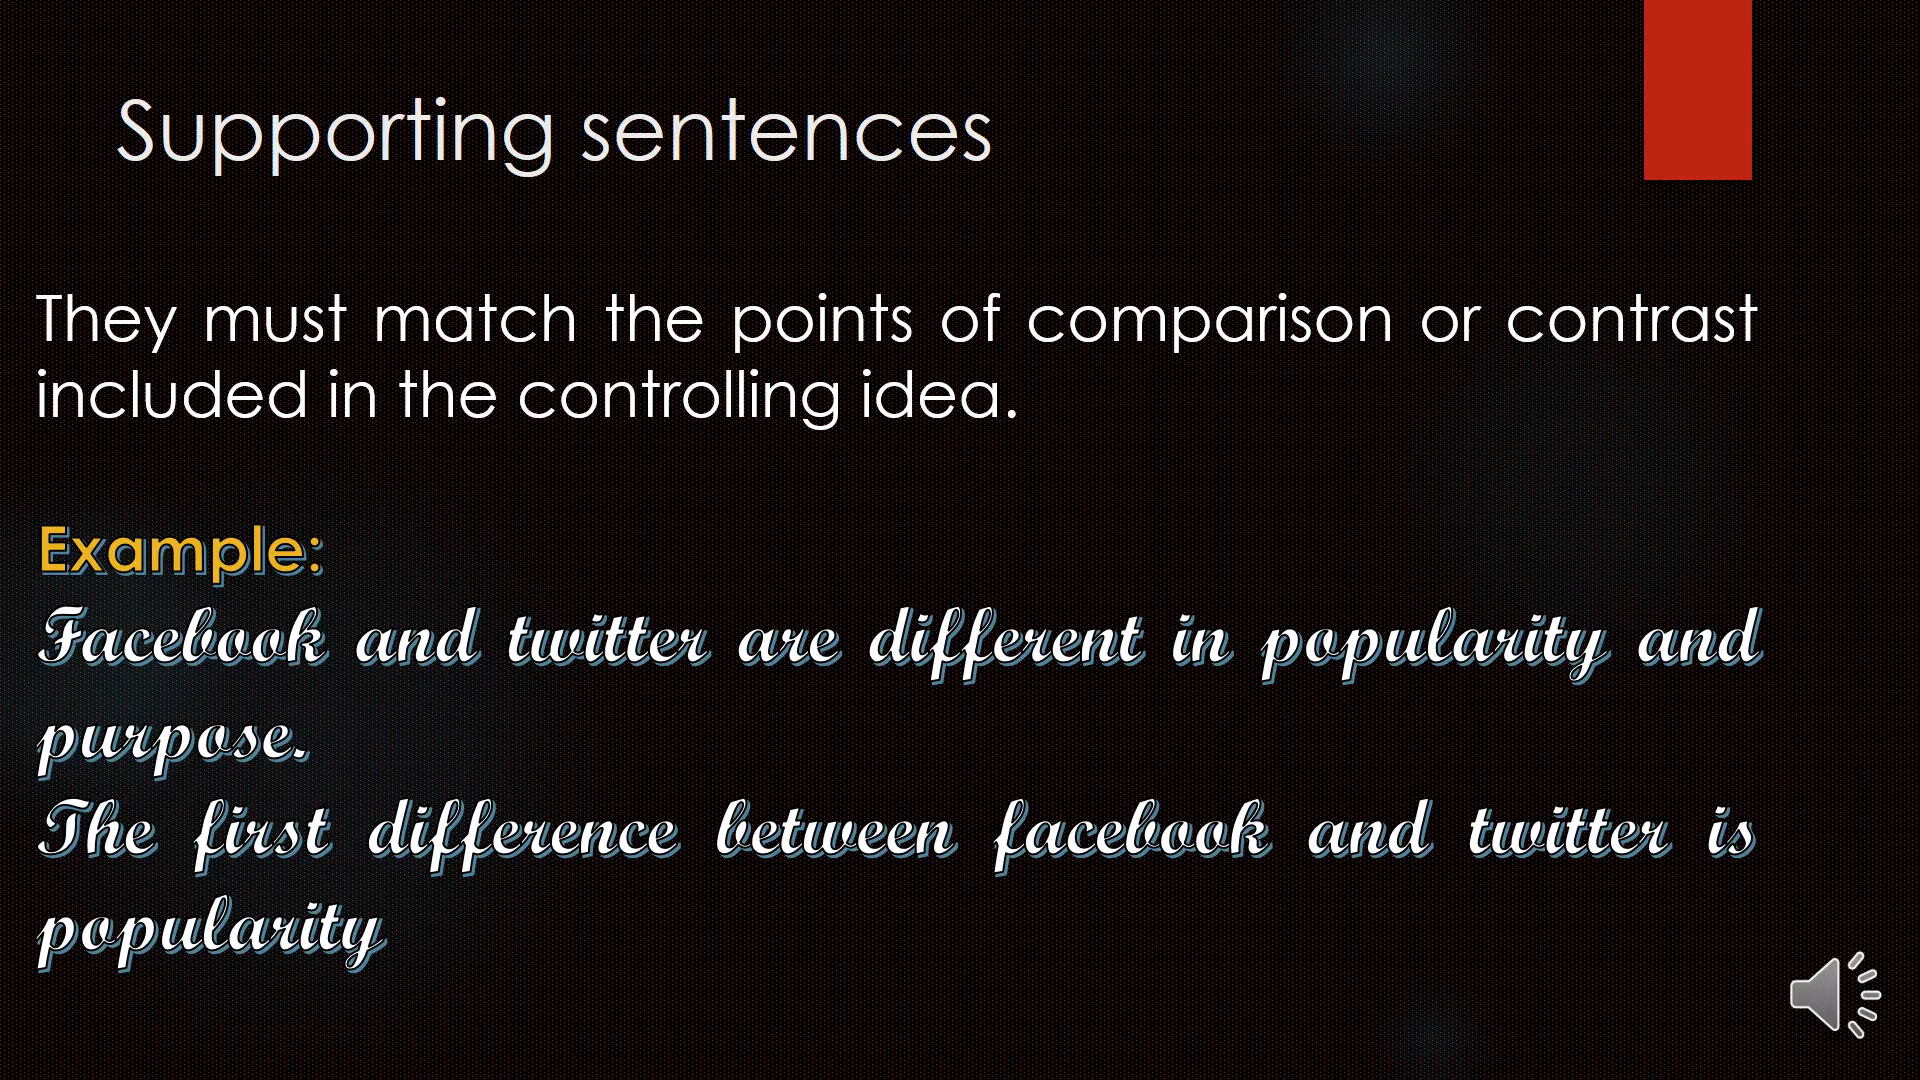 Supporting sentences
They must match the points of comparison or contrast
included in the controlling idea.
Example:
Facebook and twitter are different in popularity and
purpose.
The first difference between facebook and twitter is
popularity